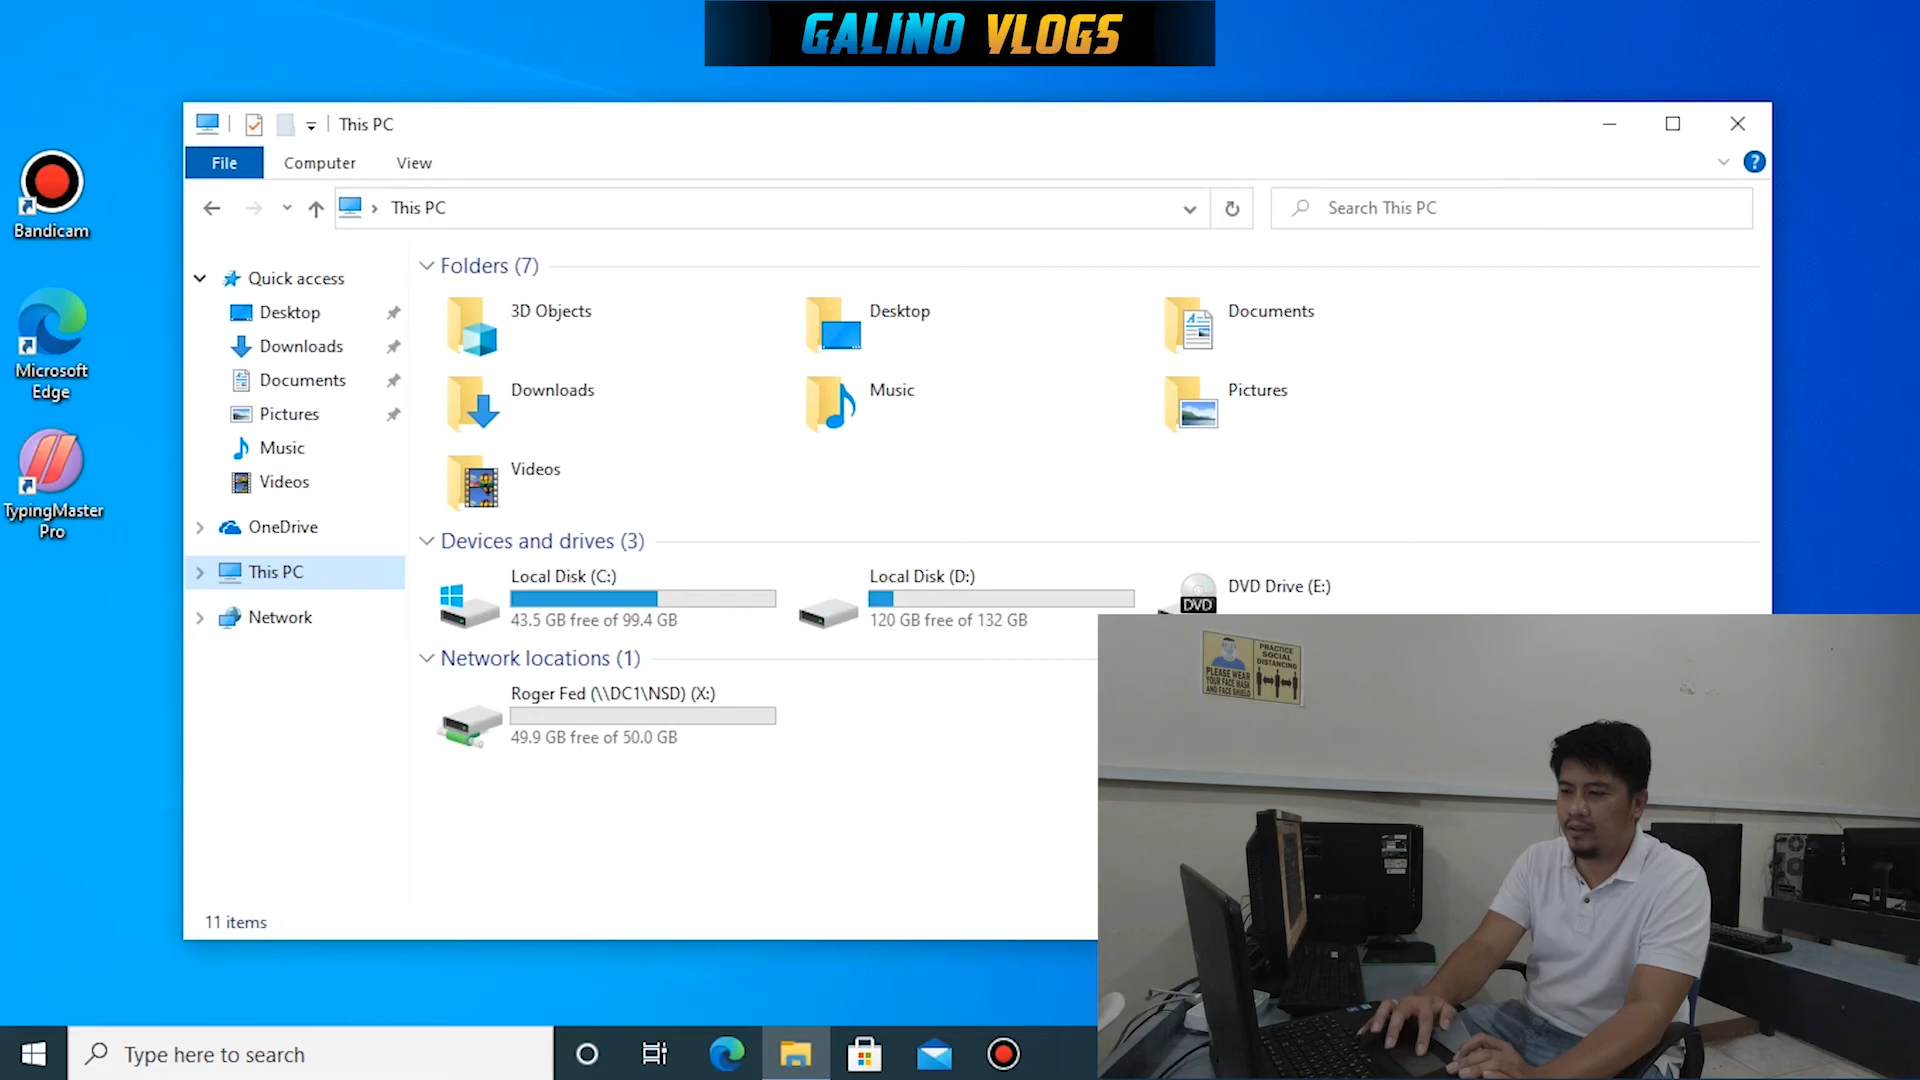 GALINO VLOGS
This PC
File
Computer
View
?
This PC
Search This PC
Bandicam
Microsoft
Edge
TypingMaster
Pro
Quick access
Desktop
Downloads
Documents
Pictures
Music
Videos
OneDrive
This PC
Network
Folders (7)
3D Objects
Desktop
Documents
Downloads
Music
Pictures
Videos
Devices and drives (3)
Local Disk (C:)
43.5 GB free of 99.4 GB
Local Disk (D:)
120 GB free of 132 GB
DVD Drive (E:)
DVD
Network locations (1)
Roger Fed (\\DC1\NSD) (X:)
49.9 GB free of 50.0 GB
11 items
PLEASE WEAR
YOUR FACE MASK
AND FACE SHIELD
PRACTICE
SOCIAL
DISTANCING
Type here to search